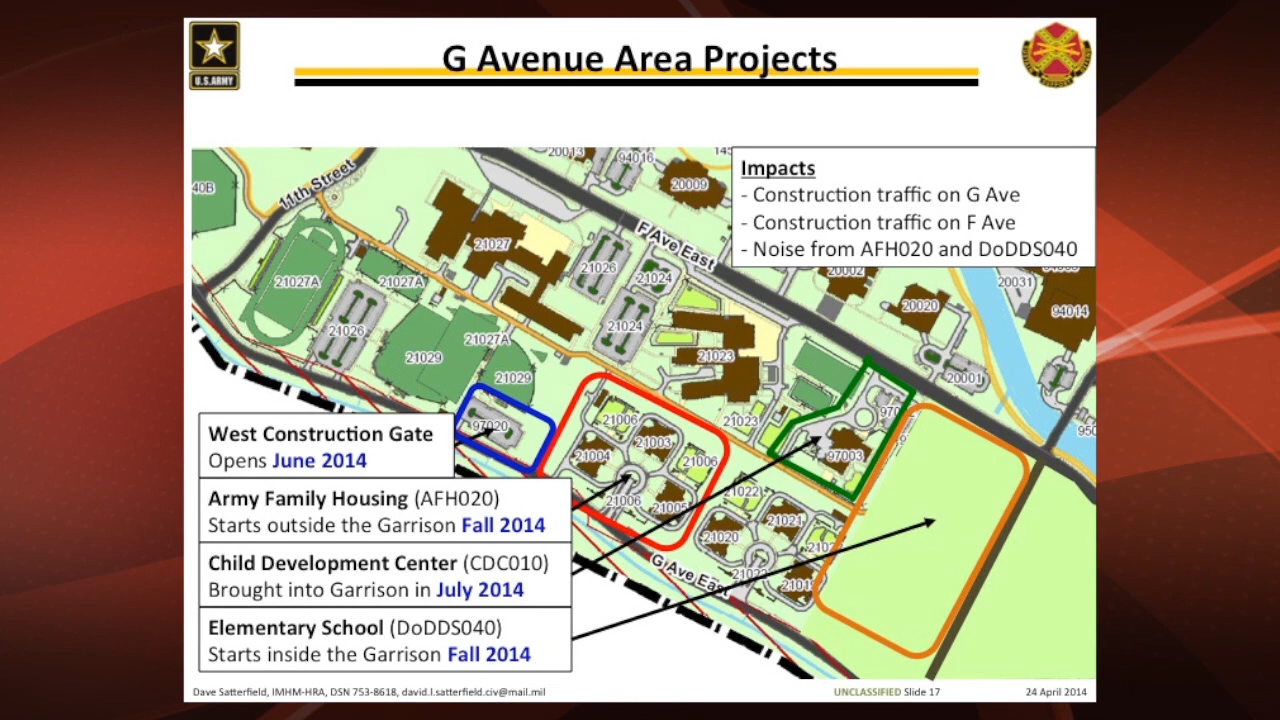 U.S.ARMY
G Avenue Area Projects
SUPPORT
Impacts
- Construction traffic on G Ave
- Construction traffic on F Ave
- Noise from AFH020 and DoDDS040
20013
94016
20009
40B
11th Street
F Ave East
21027
21026
21024
21027A
21027A
20002
20031
20020
94014
21026
21024
21027A
21029
21023
21029
20001
97020
21006
21023
21003
21004
97003
21006
21006
21005
21022
21021
21020
G Ave East
West Construction Gate
Opens June 2014
Army Family Housing (AFH020)
Starts outside the Garrison Fall 2014
Child Development Center (CDC010)
Brought into Garrison in July 2014
Elementary School (DoDDS040)
Starts inside the Garrison Fall 2014
Dave Satterfield, IMHM-HRA, DSN 753-8618, david.l.satterfield.civ@mail.mil
UNCLASSIFIED Slide 17
24 April 2014